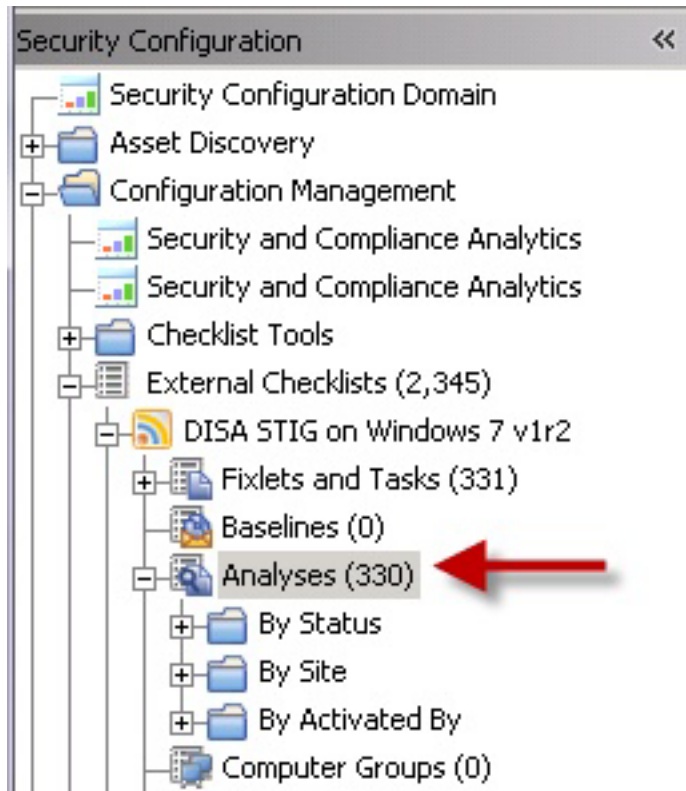 Security Configuration
Security Configuration Domain
Asset Discovery
Configuration Management
Security and Compliance Analytics
Security and Compliance Analytics
Checklist Tools
External Checklists (2,345)
DISA STIG on Windows 7 v1r2
Fixlets and Tasks (331)
Baselines (0)
Analyses (330)
By Status
By Site
By Activated By
Computer Groups (0)